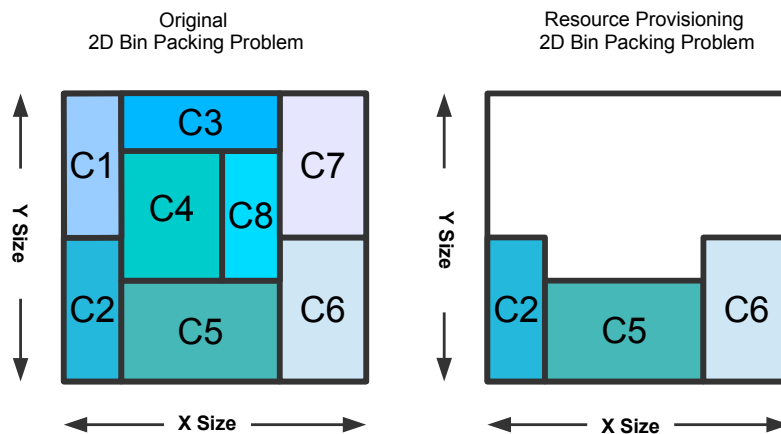 Original
2D Bin Packing Problem
Resource Provisioning
2D Bin Packing Problem
C1
C3
C7
C4
C8
C2
C5
C6
Y Size
X Size
C2
C5
C6
Y Size
X Size